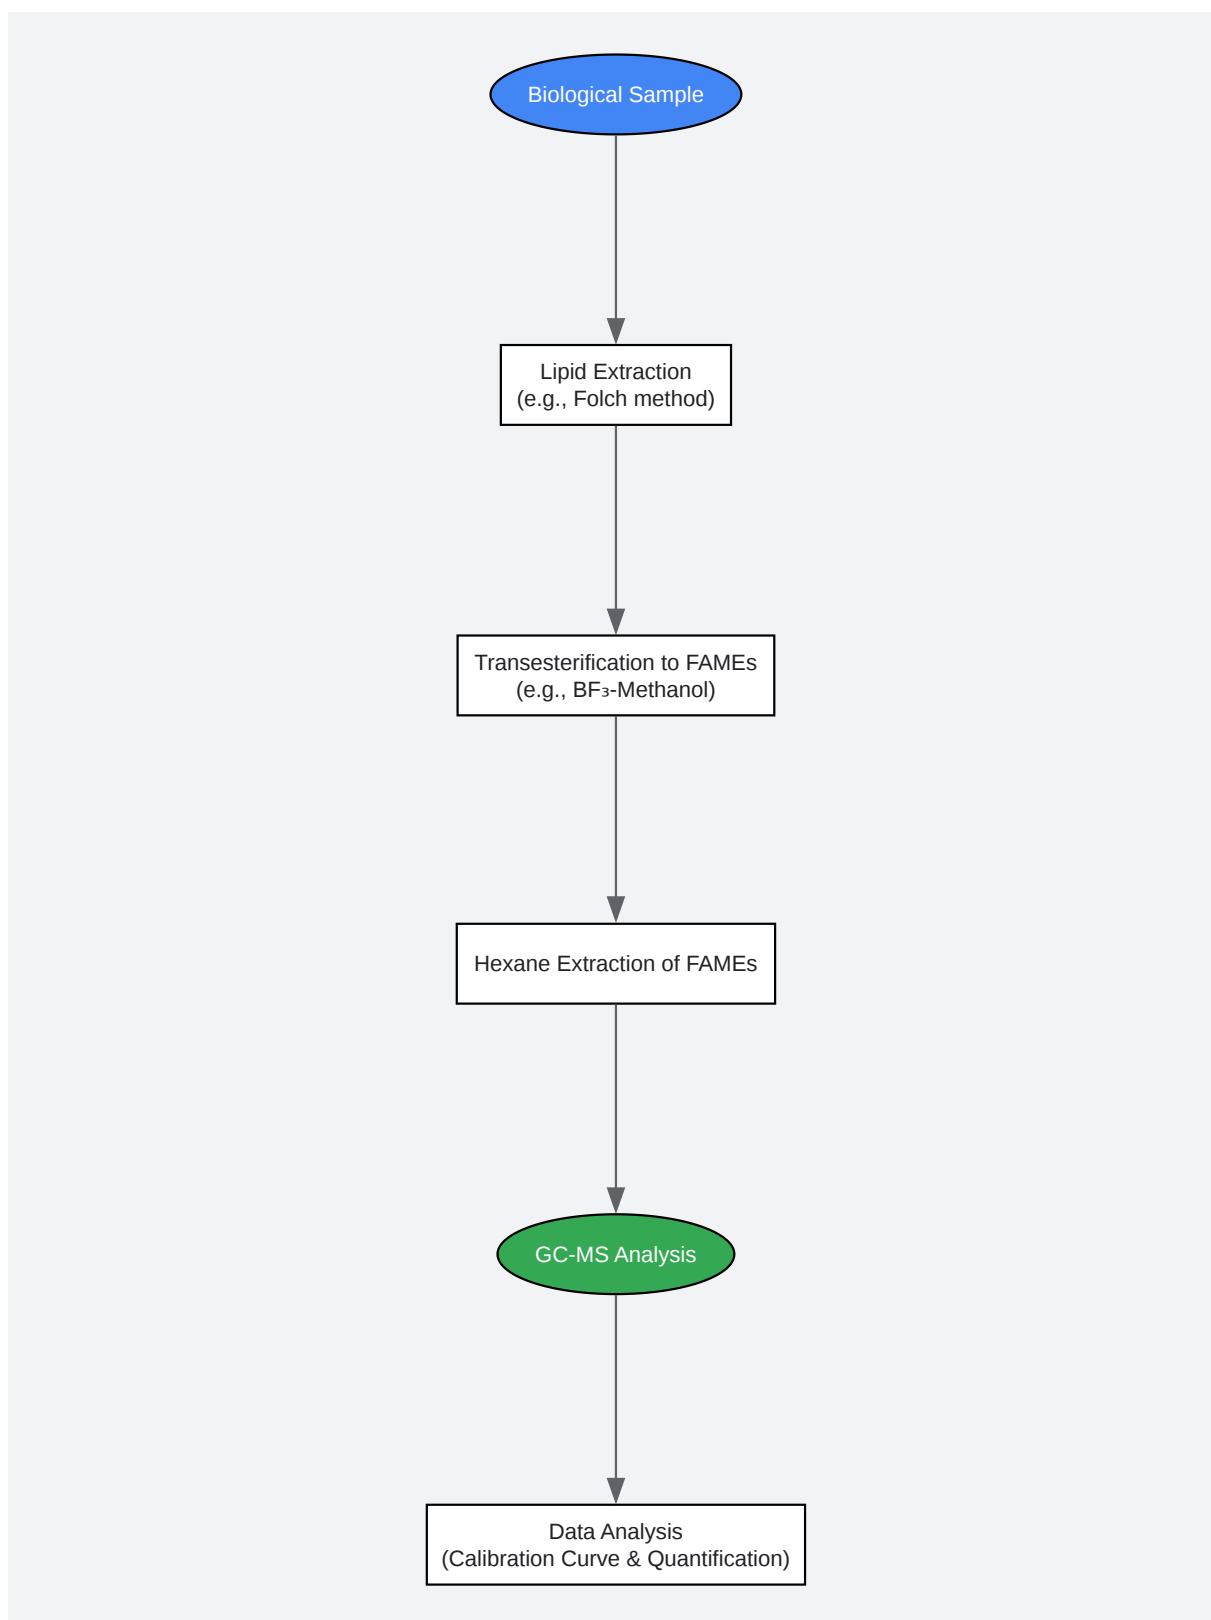 Biological Sample
Lipid Extraction
(e.g., Folch method)
Transesterification to FAMEs
(e.g., BF₃-Methanol)
Hexane Extraction of FAMEs
GC-MS Analysis
Data Analysis
(Calibration Curve & Quantification)